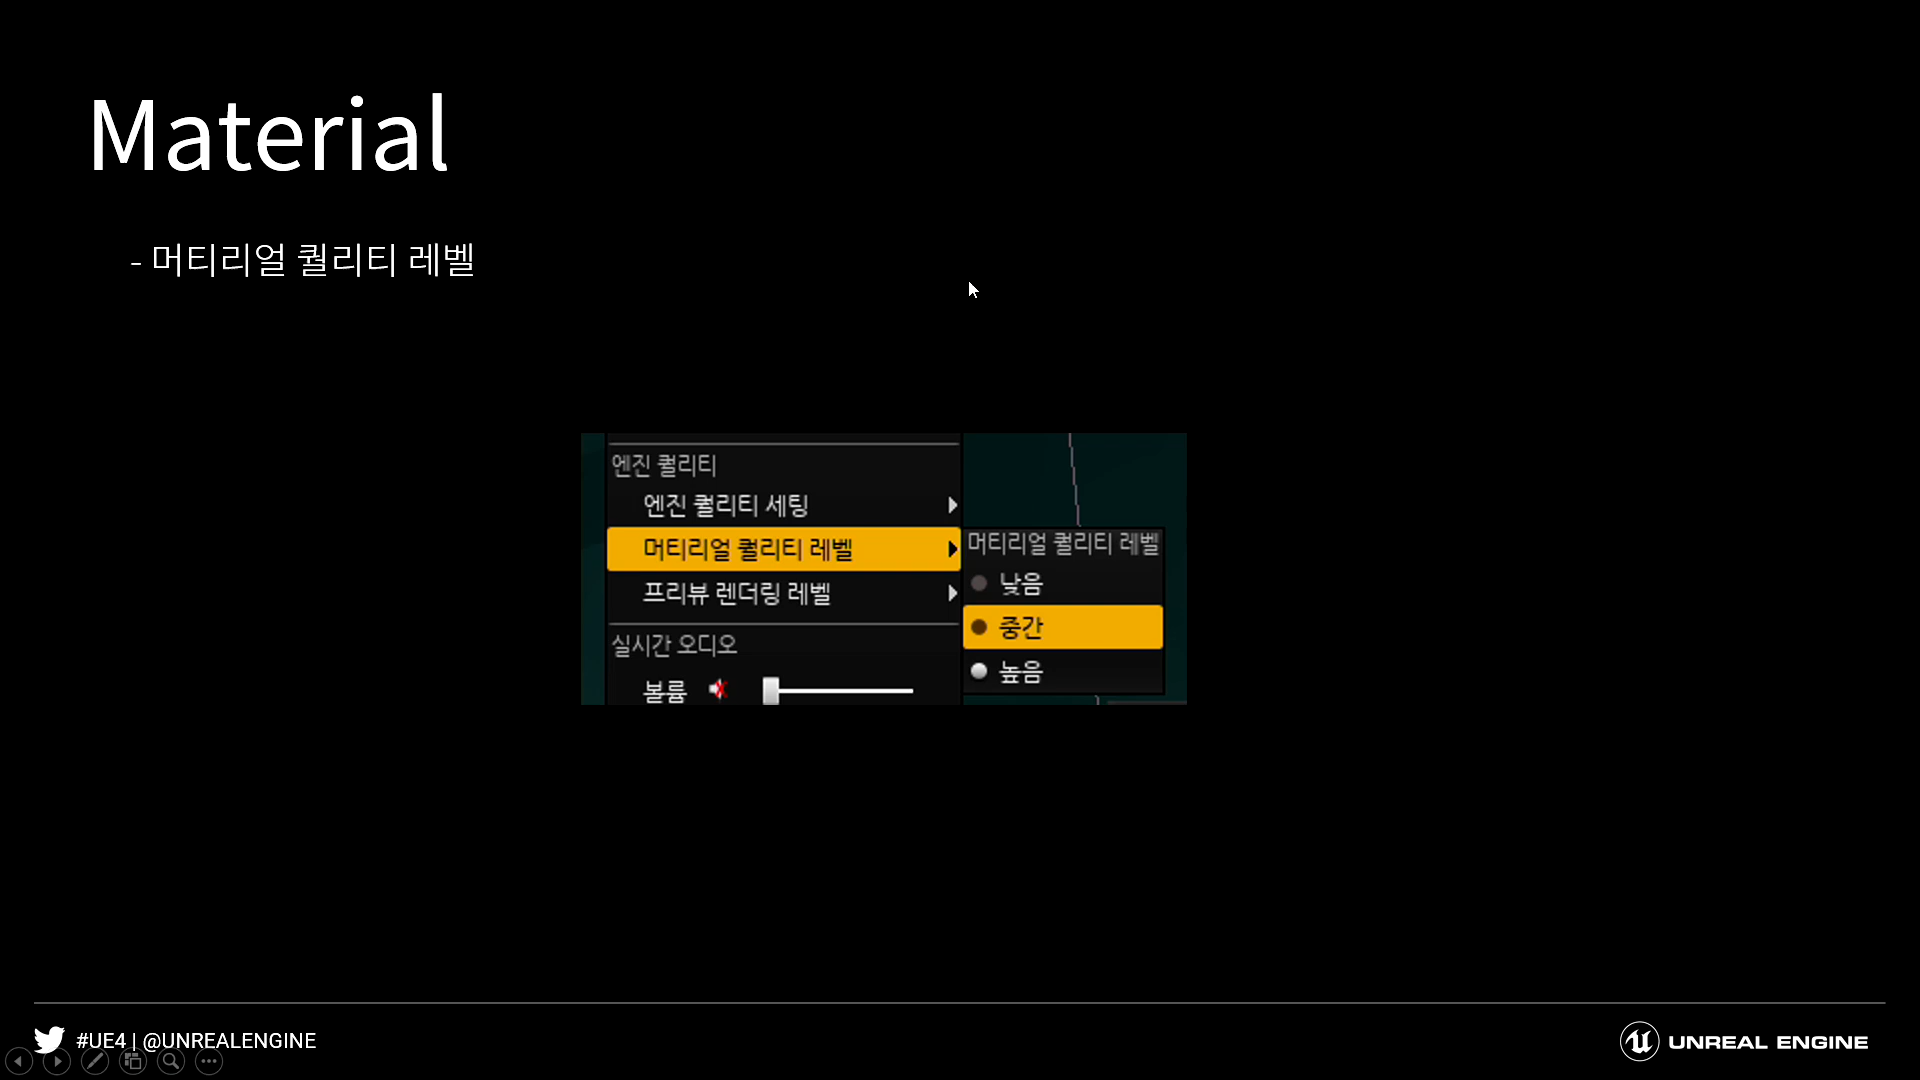 Material
- 머티리얼 퀄리티 레벨
엔진 퀄리티
엔진 퀄리티 세팅
머티리얼 퀄리티 레벨
프리뷰 렌더링 레벨
실시간 오디오
볼륨
머티리얼 퀄리티 레벨
낮음
중간
높음
#UE4 | @UNREALENGINE
UNREAL ENGINE